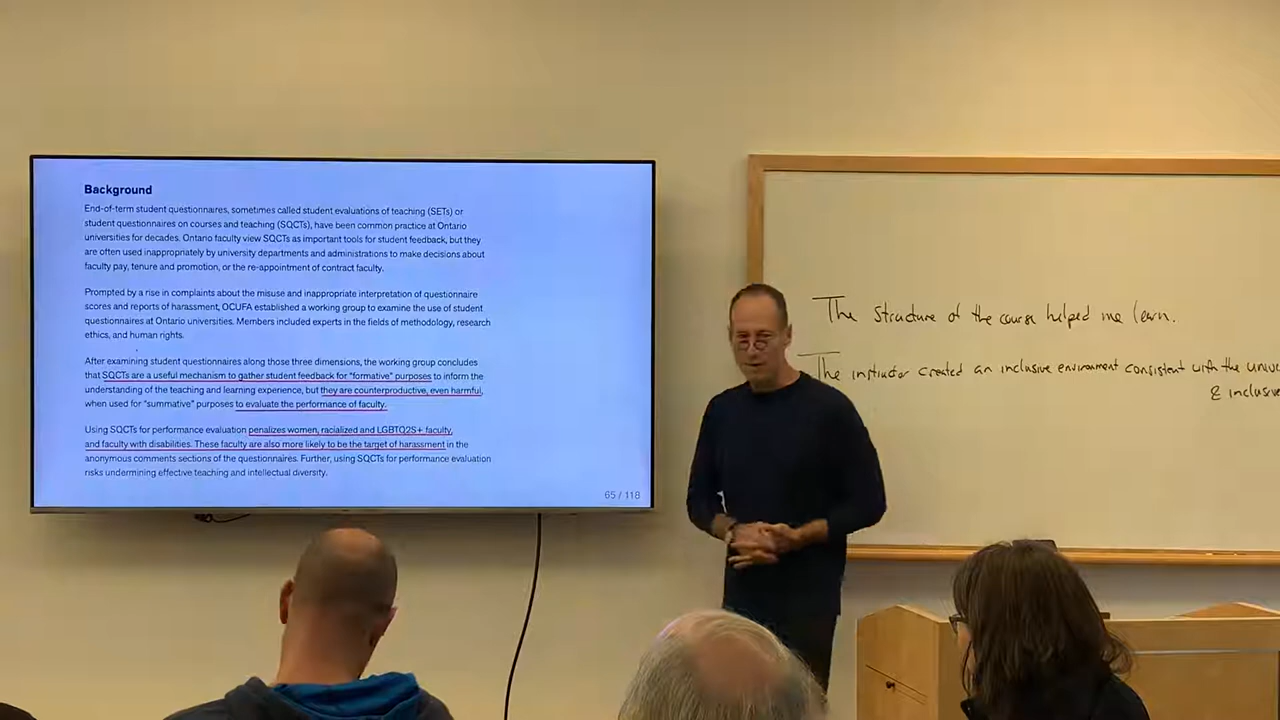 Background
End-of-term student questionnaires, sometimes called student evaluations of teaching (SETs) or
student questionnaires on courses and teaching (SQCTs), have been common practice at Ontario
universities for decades. Ontario faculty view SQCTs as important tools for student feedback, but they
are often used inappropriately by university departments and administrations to make decisions about
faculty pay, tenure and promotion, or the re-appointment of contract faculty.
Prompted by a rise in complaints about the misuse and inappropriate interpretation of questionnaire
scores and reports of harassment, OCUFA established a working group to examine the use of student
questionnaires at Ontario universities. Members included experts in the fields of methodology, research
ethics, and human rights.
After examining student questionnaires along those three dimensions, the working group concludes
that SQCTs are a useful mechanism to gather student feedback for "formative" purposes to inform the
understanding of the teaching and learning experience, but they are counterproductive, even harmful,
when used for "summative" purposes to evaluate the performance of faculty.
Using SQCTs for performance evaluation penalizes women, racialized and LGBTQ2S+ faculty,
and faculty with disabilities. These faculty are also more likely to be the target of harassment in the
anonymous comments sections of the questionnaires. Further, using SQCTs for performance evaluation
risks undermining effective teaching and intellectual diversity.
65 / 118
The structure of the course helped me learn.
The instructor created an inclusive environment consistent with the
& inclusive